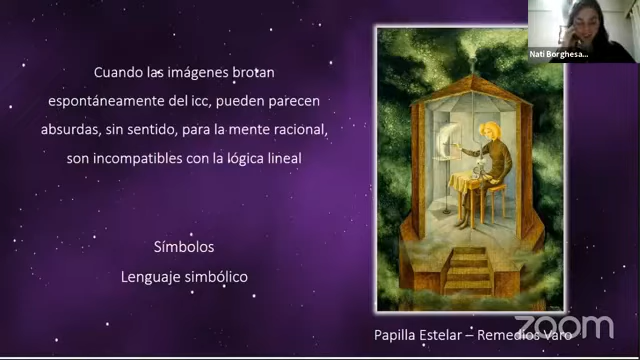 Nati Borghesa...
Cuando las imágenes brotan
espontáneamente del icc, pueden parecen
absurdas, sin sentido, para la mente racional,
son incompatibles con la lógica lineal
Símbolos
Lenguaje simbólico
Papilla Estelar – Remedios Varo
zoom